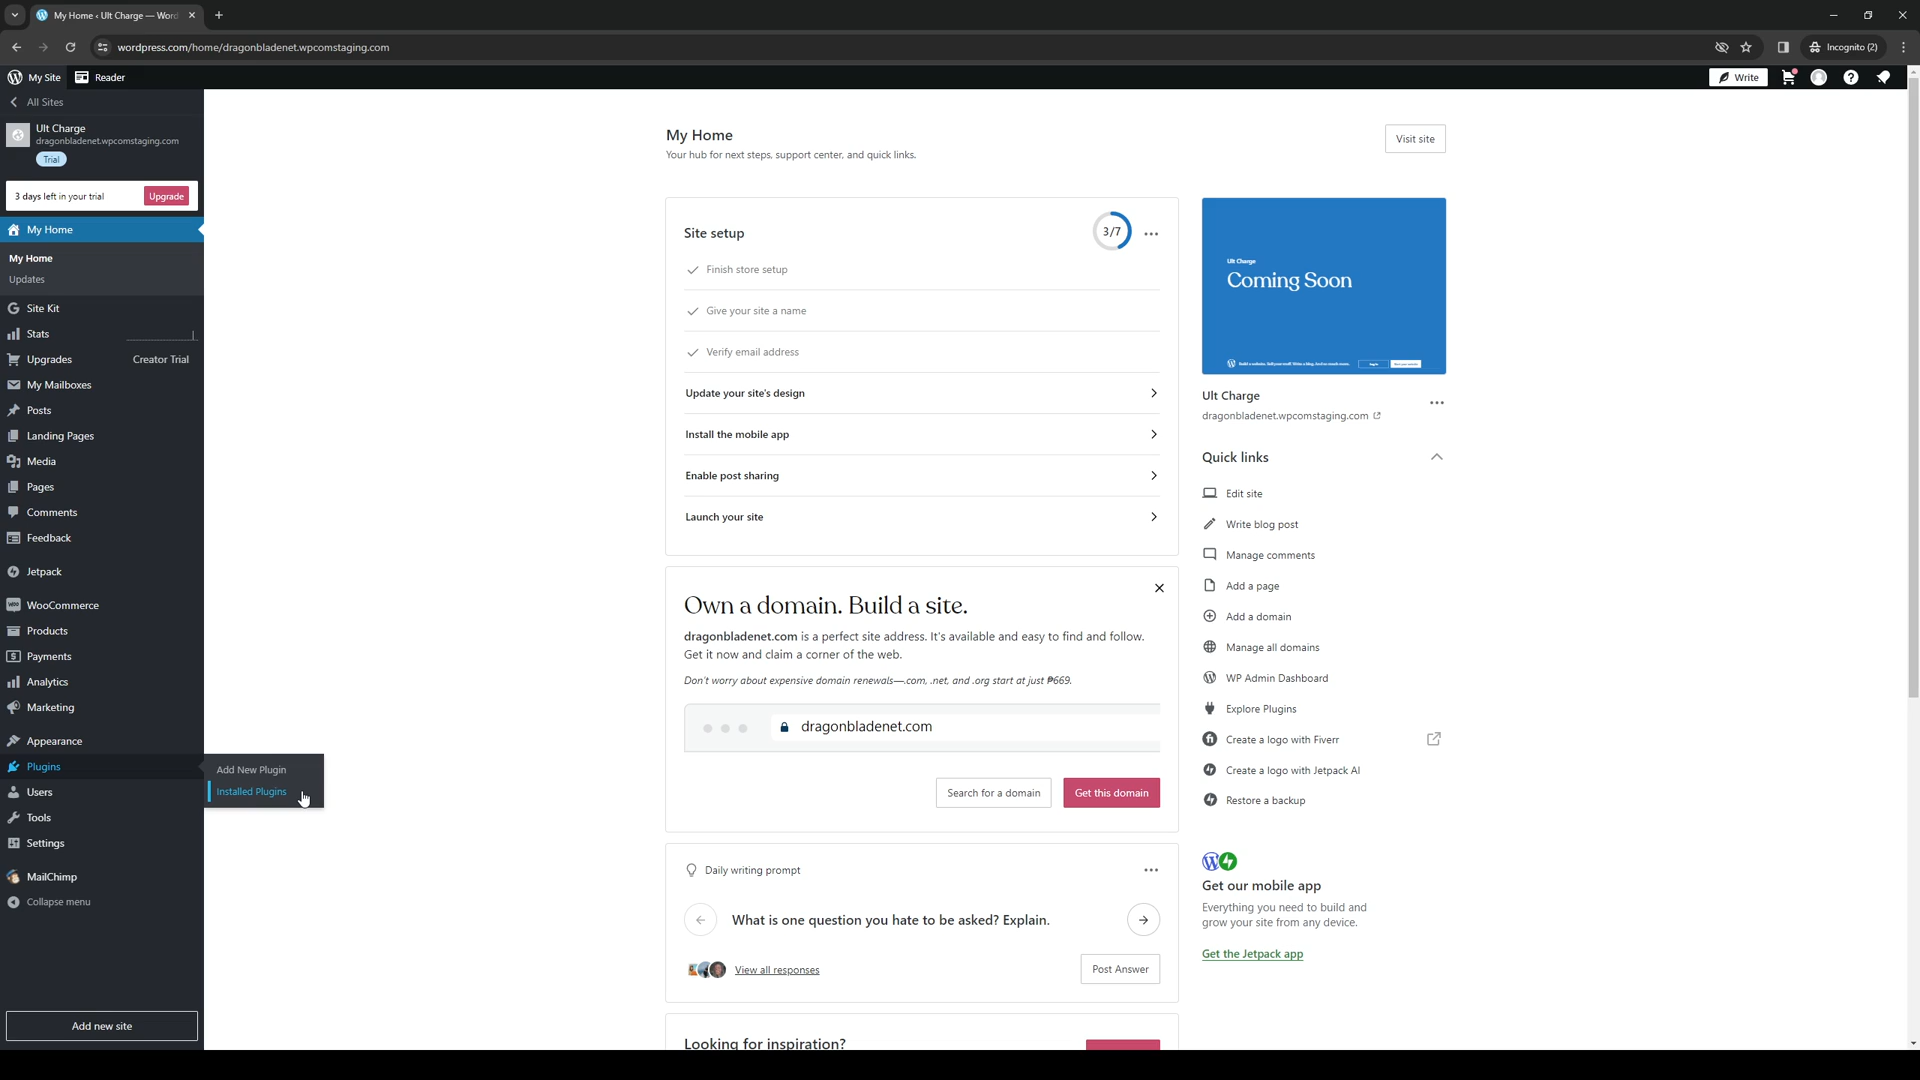 My Home ‹ Ult Charge — Word
wordpress.com/home/dragonbladenet.wpcomstaging.com
Incognito (2)
My Site
Reader
Write
All Sites
Ult Charge
dragonbladenet.wpcomstaging.com
Trial
3 days left in your trial
Upgrade
My Home
My Home
Updates
Site Kit
Stats
Upgrades
Creator Trial
My Mailboxes
Posts
Landing Pages
Media
Pages
Comments
Feedback
Jetpack
WooCommerce
Products
Payments
Analytics
Marketing
Appearance
Plugins
Add New Plugin
Installed Plugins
Users
Tools
Settings
MailChimp
Collapse menu
Add new site
My Home
Your hub for next steps, support center, and quick links.
Visit site
Site setup
3/7
Finish store setup
Give your site a name
Verify email address
Update your site's design
Install the mobile app
Enable post sharing
Launch your site
Own a domain. Build a site.
dragonbladenet.com is a perfect site address. It's available and easy to find and follow.
Get it now and claim a corner of the web.
Don't worry about expensive domain renewals—.com, .net, and .org start at just ₱669.
dragonbladenet.com
Search for a domain
Get this domain
Daily writing prompt
What is one question you hate to be asked? Explain.
View all responses
Post Answer
Looking for inspiration?
Ult Charge
Coming Soon
Ult Charge
dragonbladenet.wpcomstaging.com
Quick links
Edit site
Write blog post
Manage comments
Add a page
Add a domain
Manage all domains
WP Admin Dashboard
Explore Plugins
Create a logo with Fiverr
Create a logo with Jetpack AI
Restore a backup
Get our mobile app
Everything you need to build and
grow your site from any device.
Get the Jetpack app